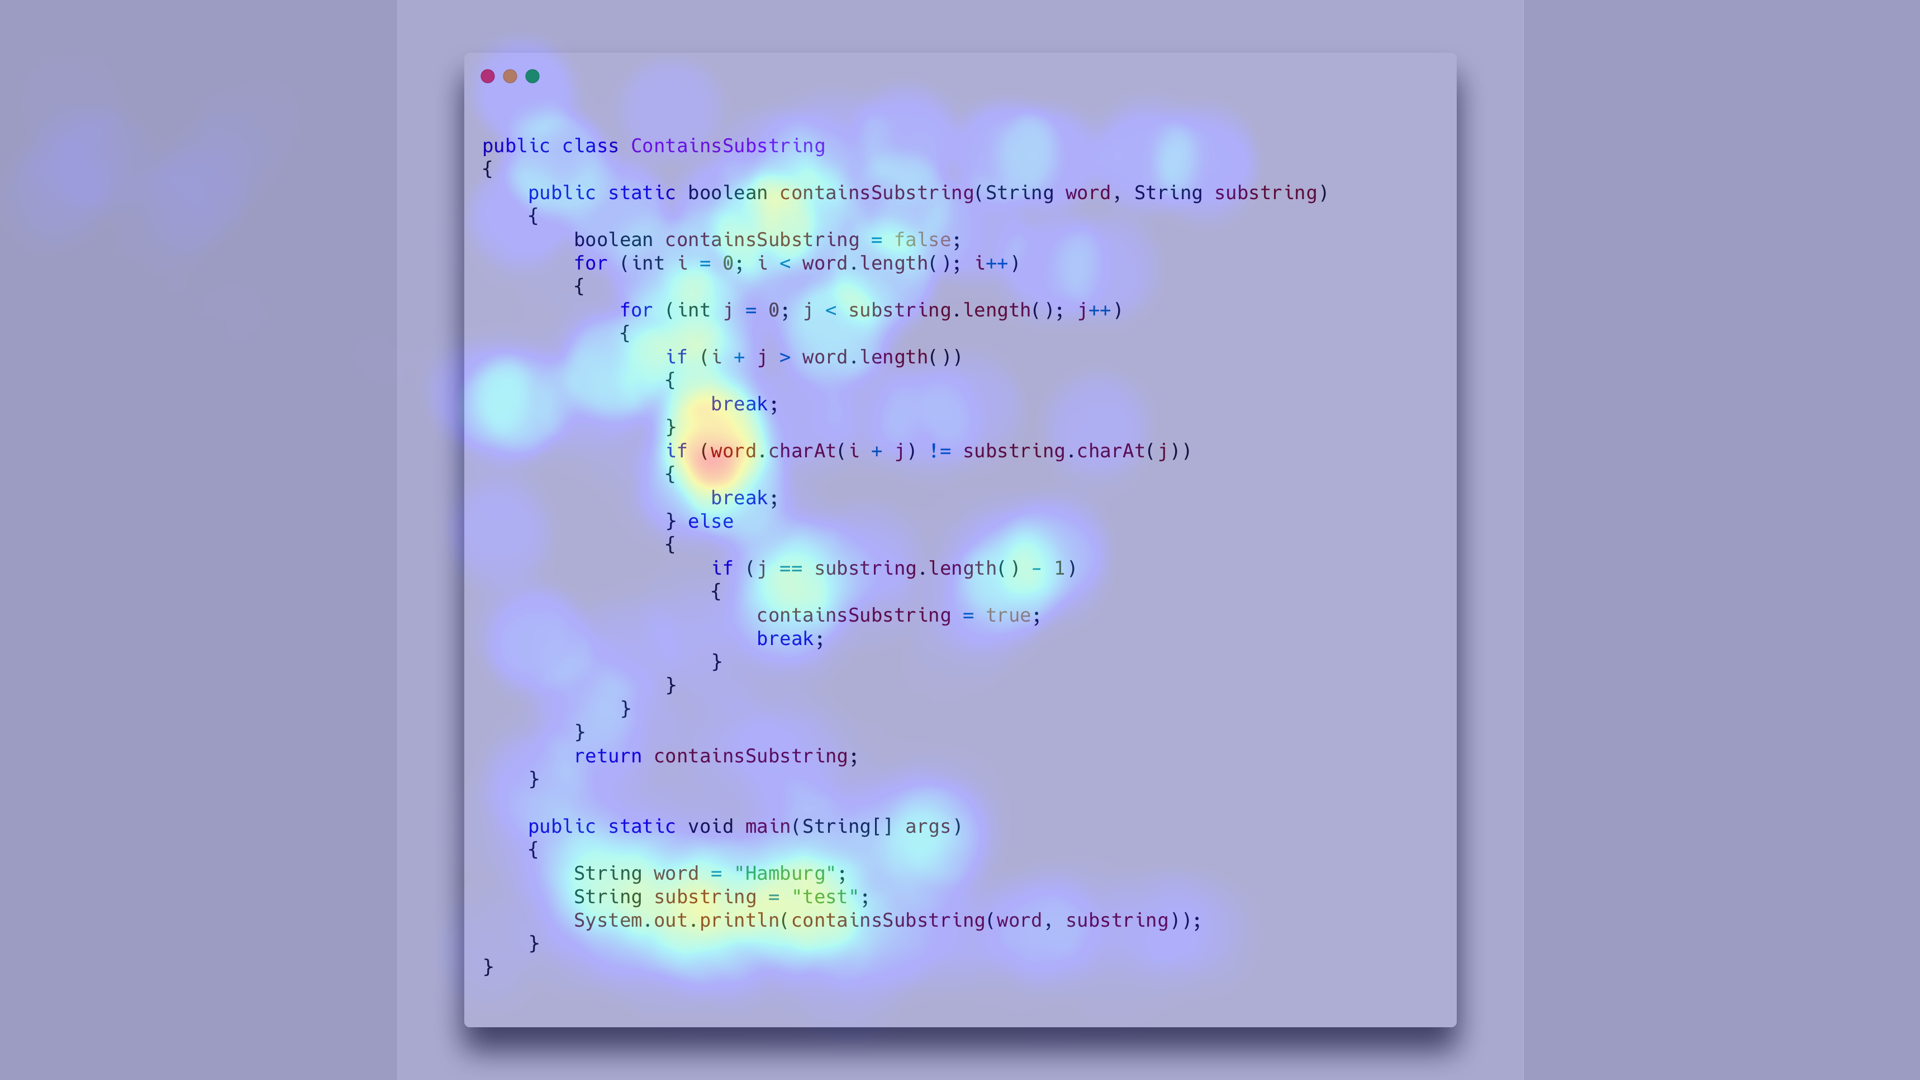 public class ContainsSubstring
{
    public static boolean containsSubstring(String word, String substring)
    {
        boolean containsSubstring = false;
        for (int i = 0; i < word.length(); i++)
        {
            for (int j = 0; j < substring.length(); j++)
            {
                if (i + j > word.length())
                {
                    break;
                }
                if (word.charAt(i + j) != substring.charAt(j))
                {
                    break;
                } else
                {
                    if (j == substring.length() - 1)
                    {
                        containsSubstring = true;
                        break;
                    }
                }
            }
        }
        return containsSubstring;
    }

    public static void main(String[] args)
    {
        String word = "Hamburg";
        String substring = "test";
        System.out.println(containsSubstring(word, substring));
    }
}